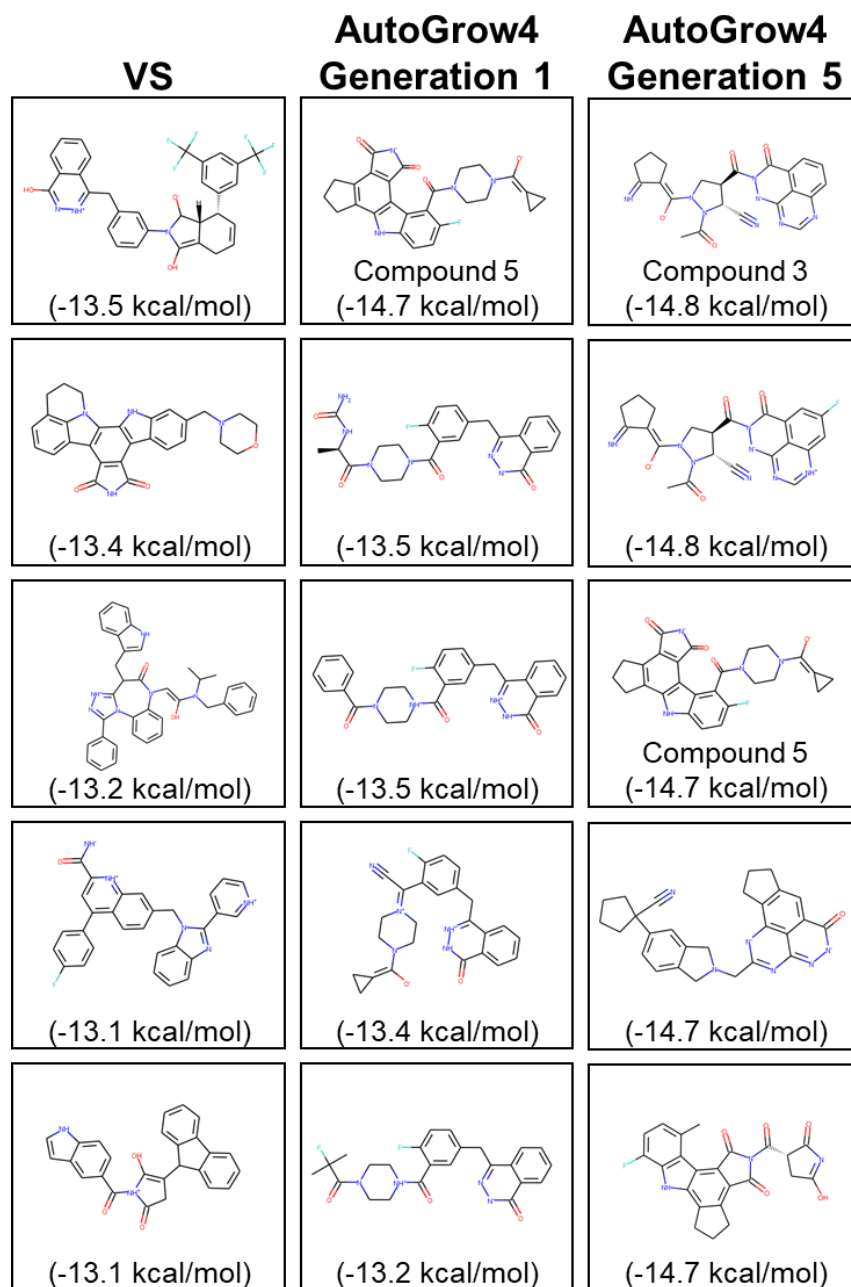 VS
AutoGrow4
Generation 1
AutoGrow4
Generation 5
(-13.5 kcal/mol)
Compound 5
(-14.7 kcal/mol)
Compound 3
(-14.8 kcal/mol)
(-13.4 kcal/mol)
(-13.5 kcal/mol)
(-14.8 kcal/mol)
(-13.2 kcal/mol)
(-13.5 kcal/mol)
Compound 5
(-14.7 kcal/mol)
(-13.1 kcal/mol)
(-13.4 kcal/mol)
(-14.7 kcal/mol)
(-13.1 kcal/mol)
(-13.2 kcal/mol)
(-14.7 kcal/mol)